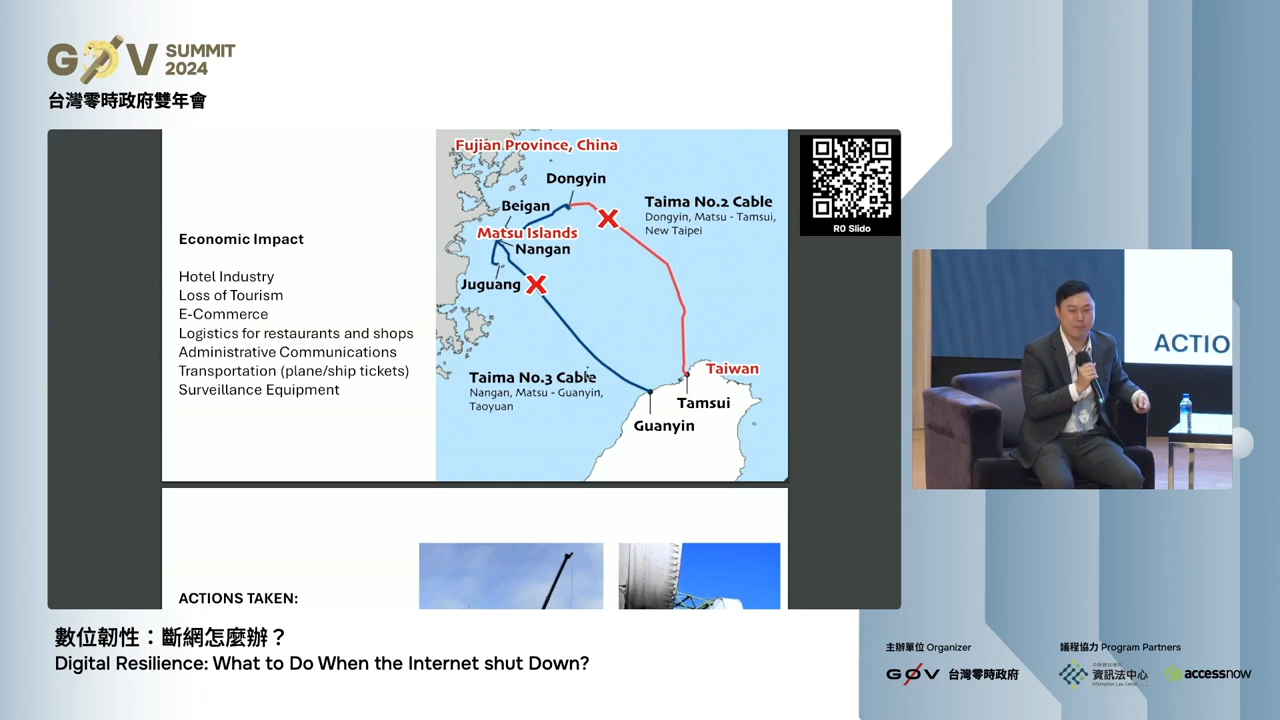 G0V SUMMIT
2024
台灣零時政府雙年會
Economic Impact
Hotel Industry
Loss of Tourism
E-Commerce
Logistics for restaurants and shops
Administrative Communications
Transportation (plane/ship tickets)
Surveillance Equipment
Fujian Province, China
Dongyin
Beigan
Matsu Islands
Nangan
Juguang
Taima No.2 Cable
Dongyin, Matsu - Tamsui,
New Taipei
Taima No.3 Cable
Nangan, Matsu - Guanyin,
Taoyuan
Taiwan
Tamsui
Guanyin
R0 Slido
ACTIONS TAKEN:
ACTIO
數位韌性：斷網怎麼辦？
Digital Resilience: What to Do When the Internet shut Down?
主辦單位 Organizer
G0V 台灣零時政府
議程協力 Program Partners
資訊法中心
Information Law Center
accessnow